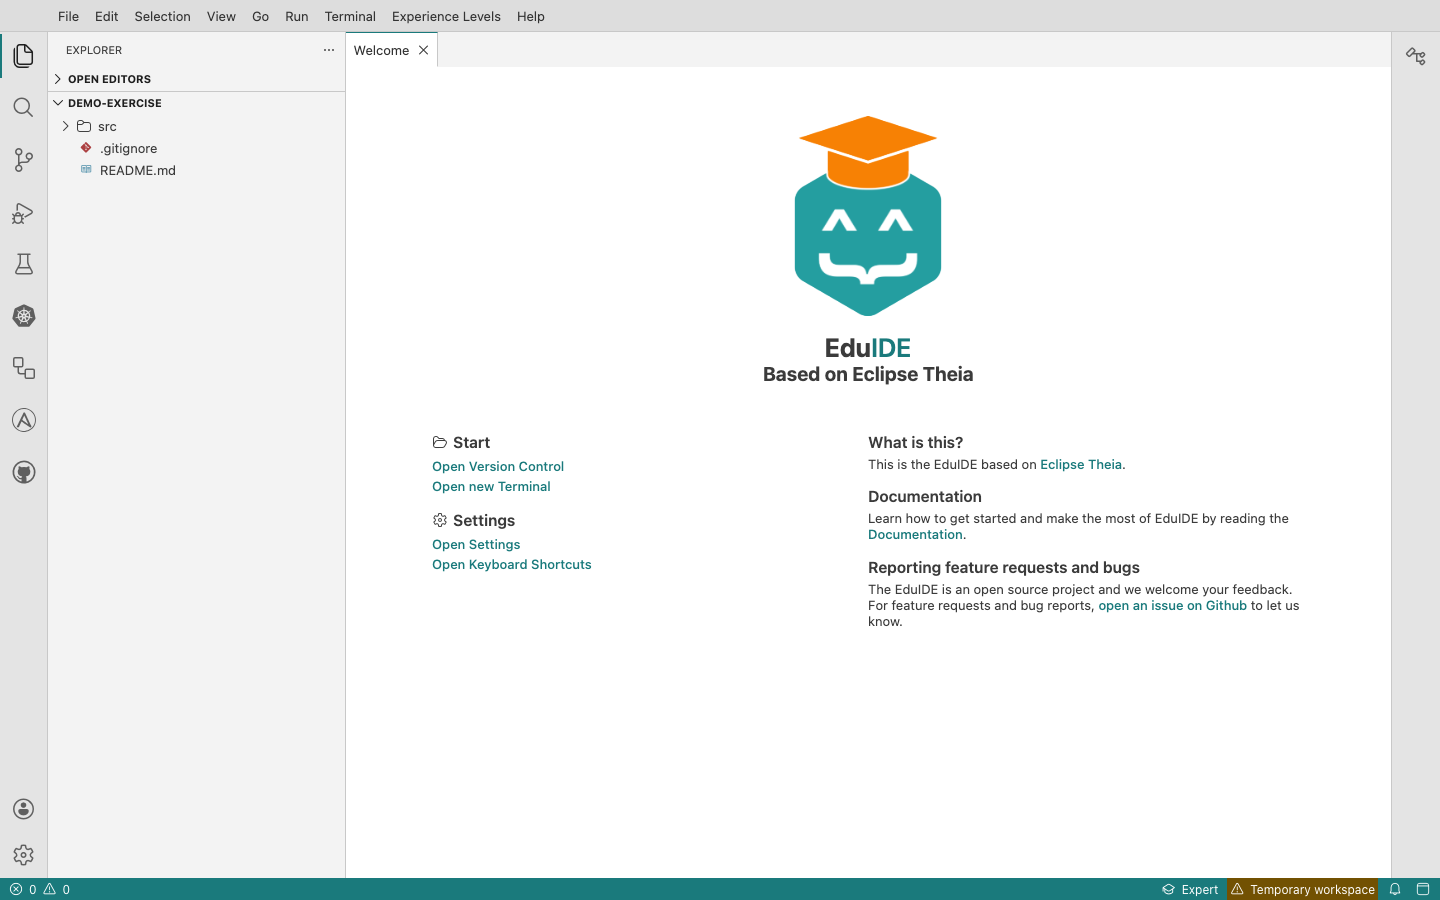 File Edit Selection View Go Run Terminal Experience Levels Help
EXPLORER
OPEN EDITORS
DEMO-EXERCISE
src
.gitignore
README.md
Welcome
EduIDE
Based on Eclipse Theia
Start
Open Version Control
Open new Terminal
Settings
Open Settings
Open Keyboard Shortcuts
What is this?
This is the EduIDE based on Eclipse Theia.
Documentation
Learn how to get started and make the most of EduIDE by reading the
Documentation.
Reporting feature requests and bugs
The EduIDE is an open source project and we welcome your feedback.
For feature requests and bug reports, open an issue on Github to let us
know.
0 0 Expert Temporary workspace